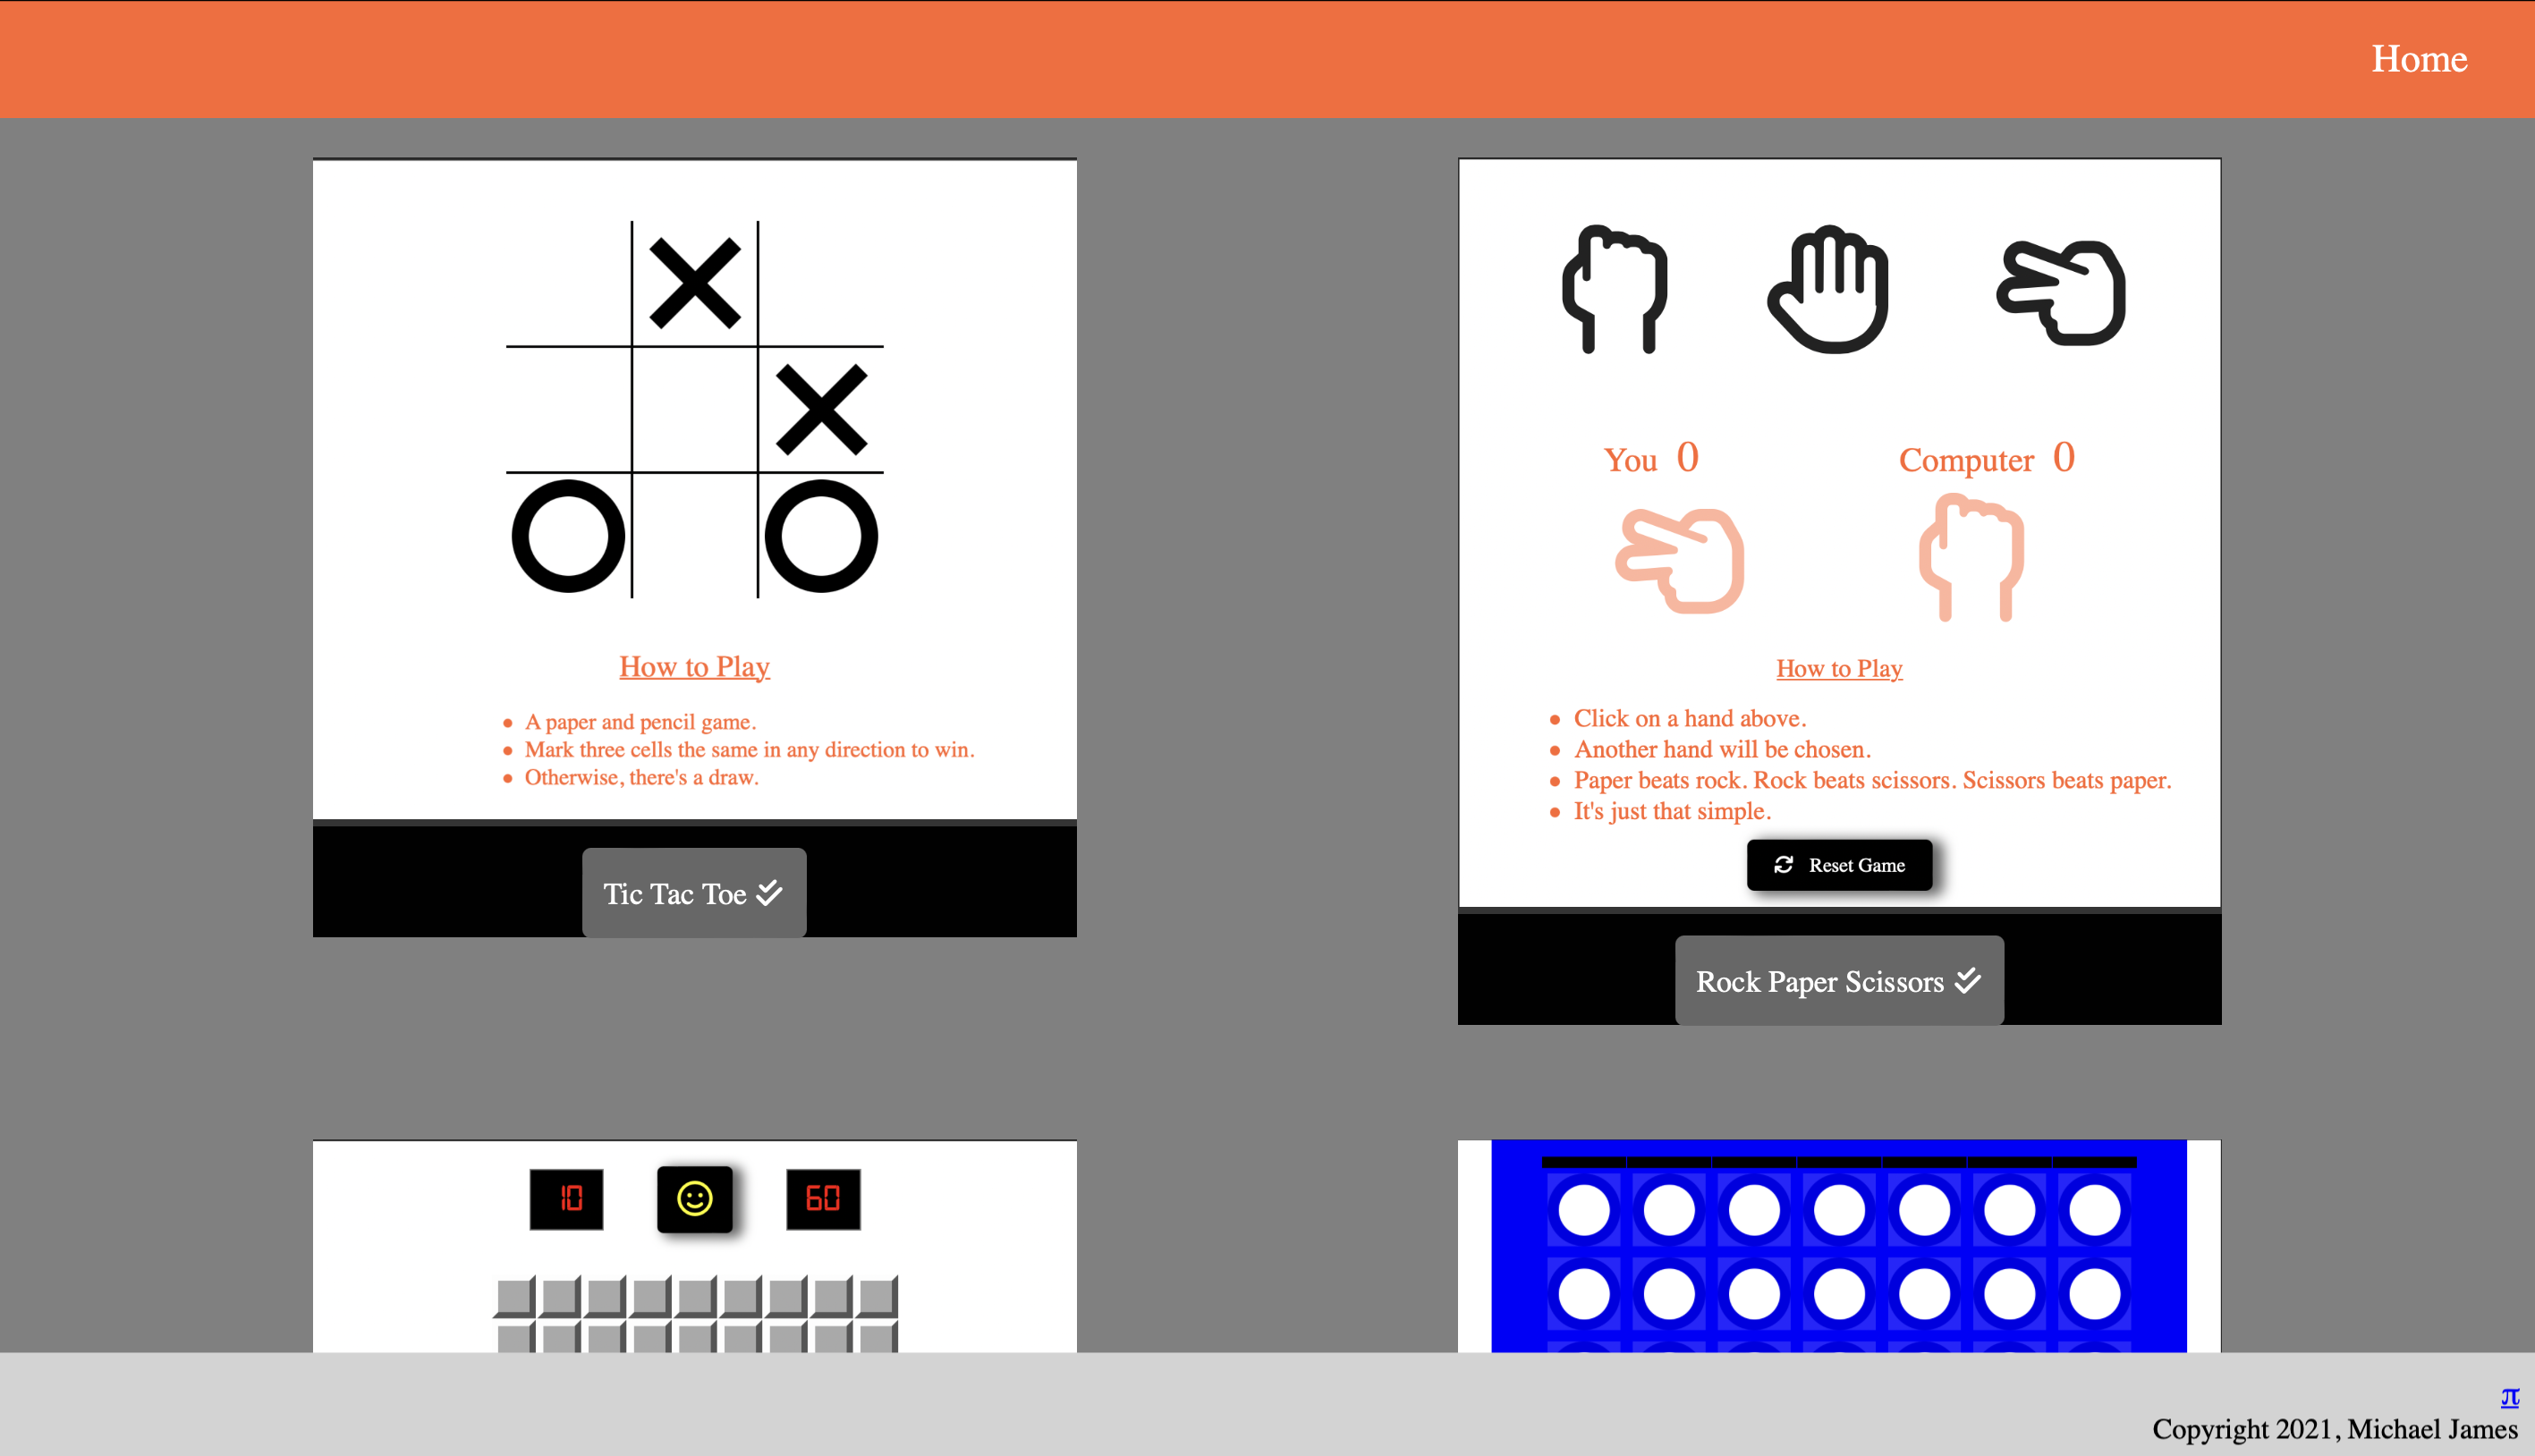 Home
How to Play
A paper and pencil game.
Mark three cells the same in any direction to win.
Otherwise, there's a draw.
Tic Tac Toe
You 0 Computer 0
How to Play
Click on a hand above.
Another hand will be chosen.
Paper beats rock. Rock beats scissors. Scissors beats paper.
It's just that simple.
Reset Game
Rock Paper Scissors
10 60
π
Copyright 2021, Michael James